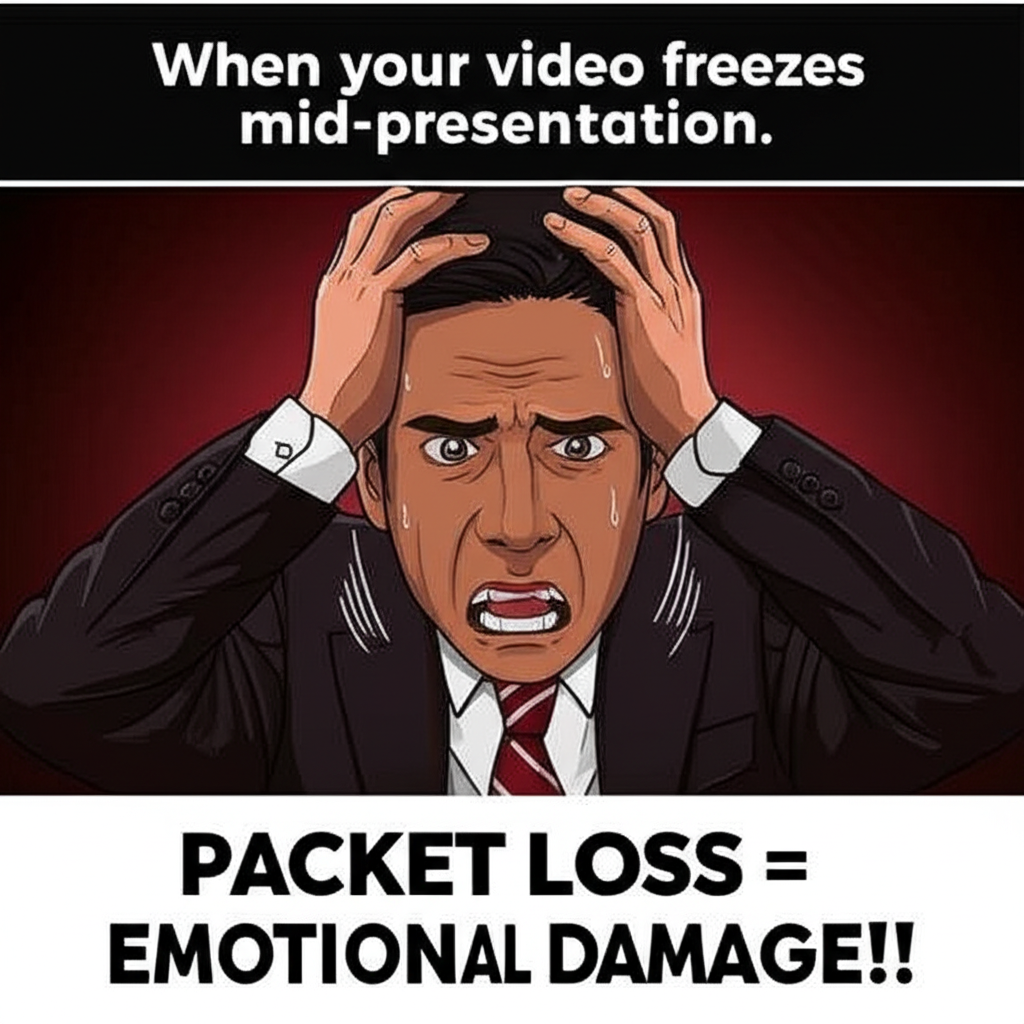 When your video freezes
mid-presentation.
PACKET LOSS =
EMOTIONAL DAMAGE!!